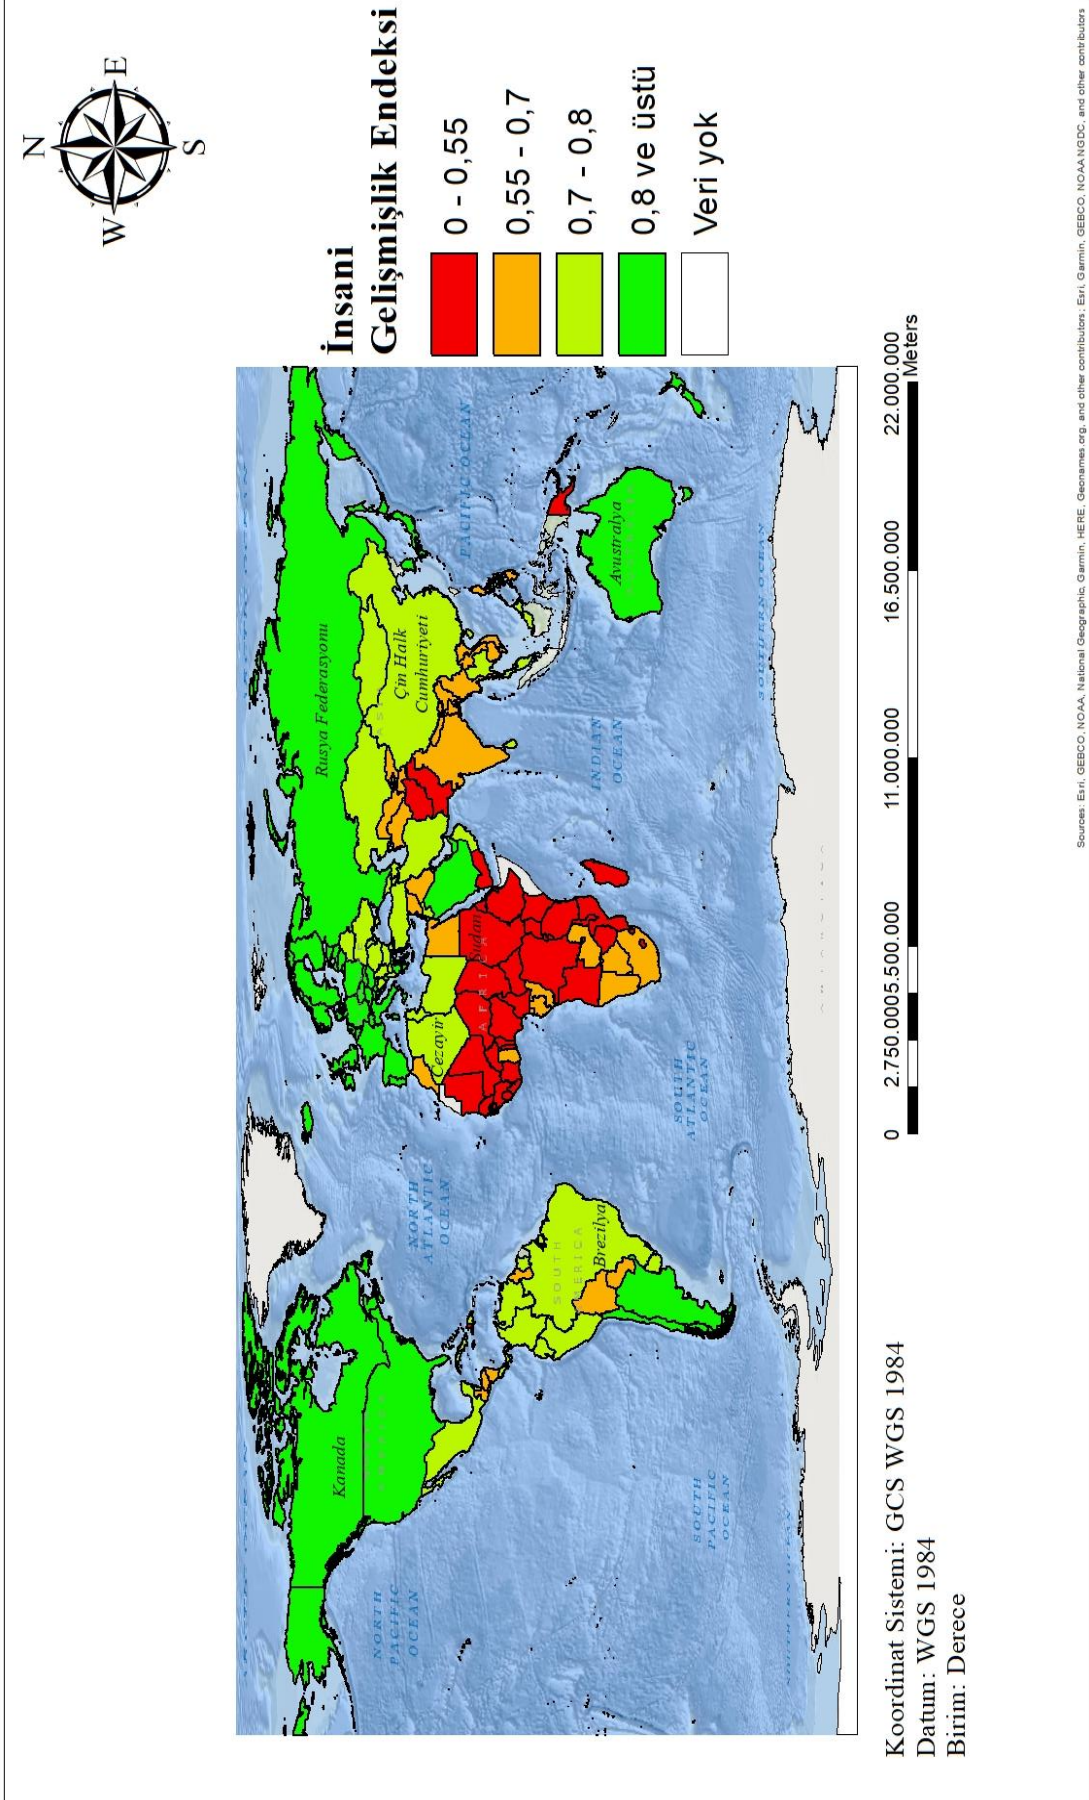 N
W
E
S
İnsani
Gelişmişlik Endeksi
0 - 0,55
0,55 - 0,7
0,7 - 0,8
0,8 ve üstü
Veri yok
Rusya Federasyonu
Kanada
Çin Halk
Cumhuriyeti
Cezayir
Sudan
AFRICA
Brezilya
SOUTH
Avustralya
PACIFIC OCEAN
NORTH
PACIFIC
OCEAN
NORTH
ATLANTIC
OCEAN
INDIAN
OCEAN
SOUTH
ATLANTIC
OCEAN
SOUTH
PACIFIC
OCEAN
SOUTHERN OCEAN
0 2.750.0005.500.000 11.000.000 16.500.000 22.000.000
Meters
Koordinat Sistemi: GCS WGS 1984
Datum: WGS 1984
Birim: Derece
Sources: Esri, GEBCO, NOAA, National Geographic, Garmin, HERE, Geonames.org, and other contributors; Esri, Garmin, GEBCO, NOAA NGDC, and other contributors